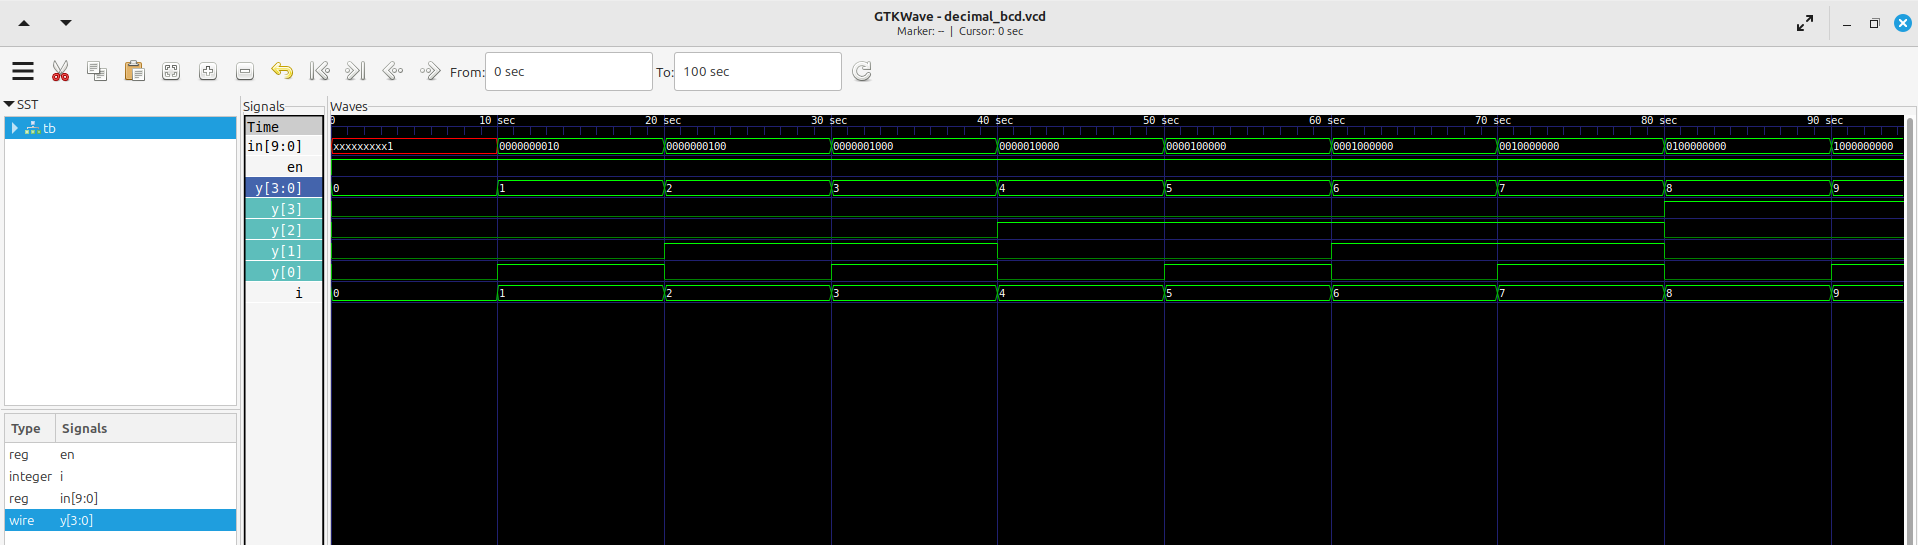 GTKWave - decimal_bcd.vcd
Marker: -- | Cursor: 0 sec
From: 0 sec To: 100 sec
SST
tb
Type Signals
reg en
integer i
reg in[9:0]
wire y[3:0]
Signals
Waves
Time 0 10 sec 20 sec 30 sec 40 sec 50 sec 60 sec 70 sec 80 sec 90 sec
in[9:0] xxxxxxxxx1 0000000010 0000000100 0000001000 0000010000 0000100000 0001000000 0010000000 0100000000 1000000000
en
y[3:0] 0 1 2 3 4 5 6 7 8 9
y[3]
y[2]
y[1]
y[0]
i 0 1 2 3 4 5 6 7 8 9